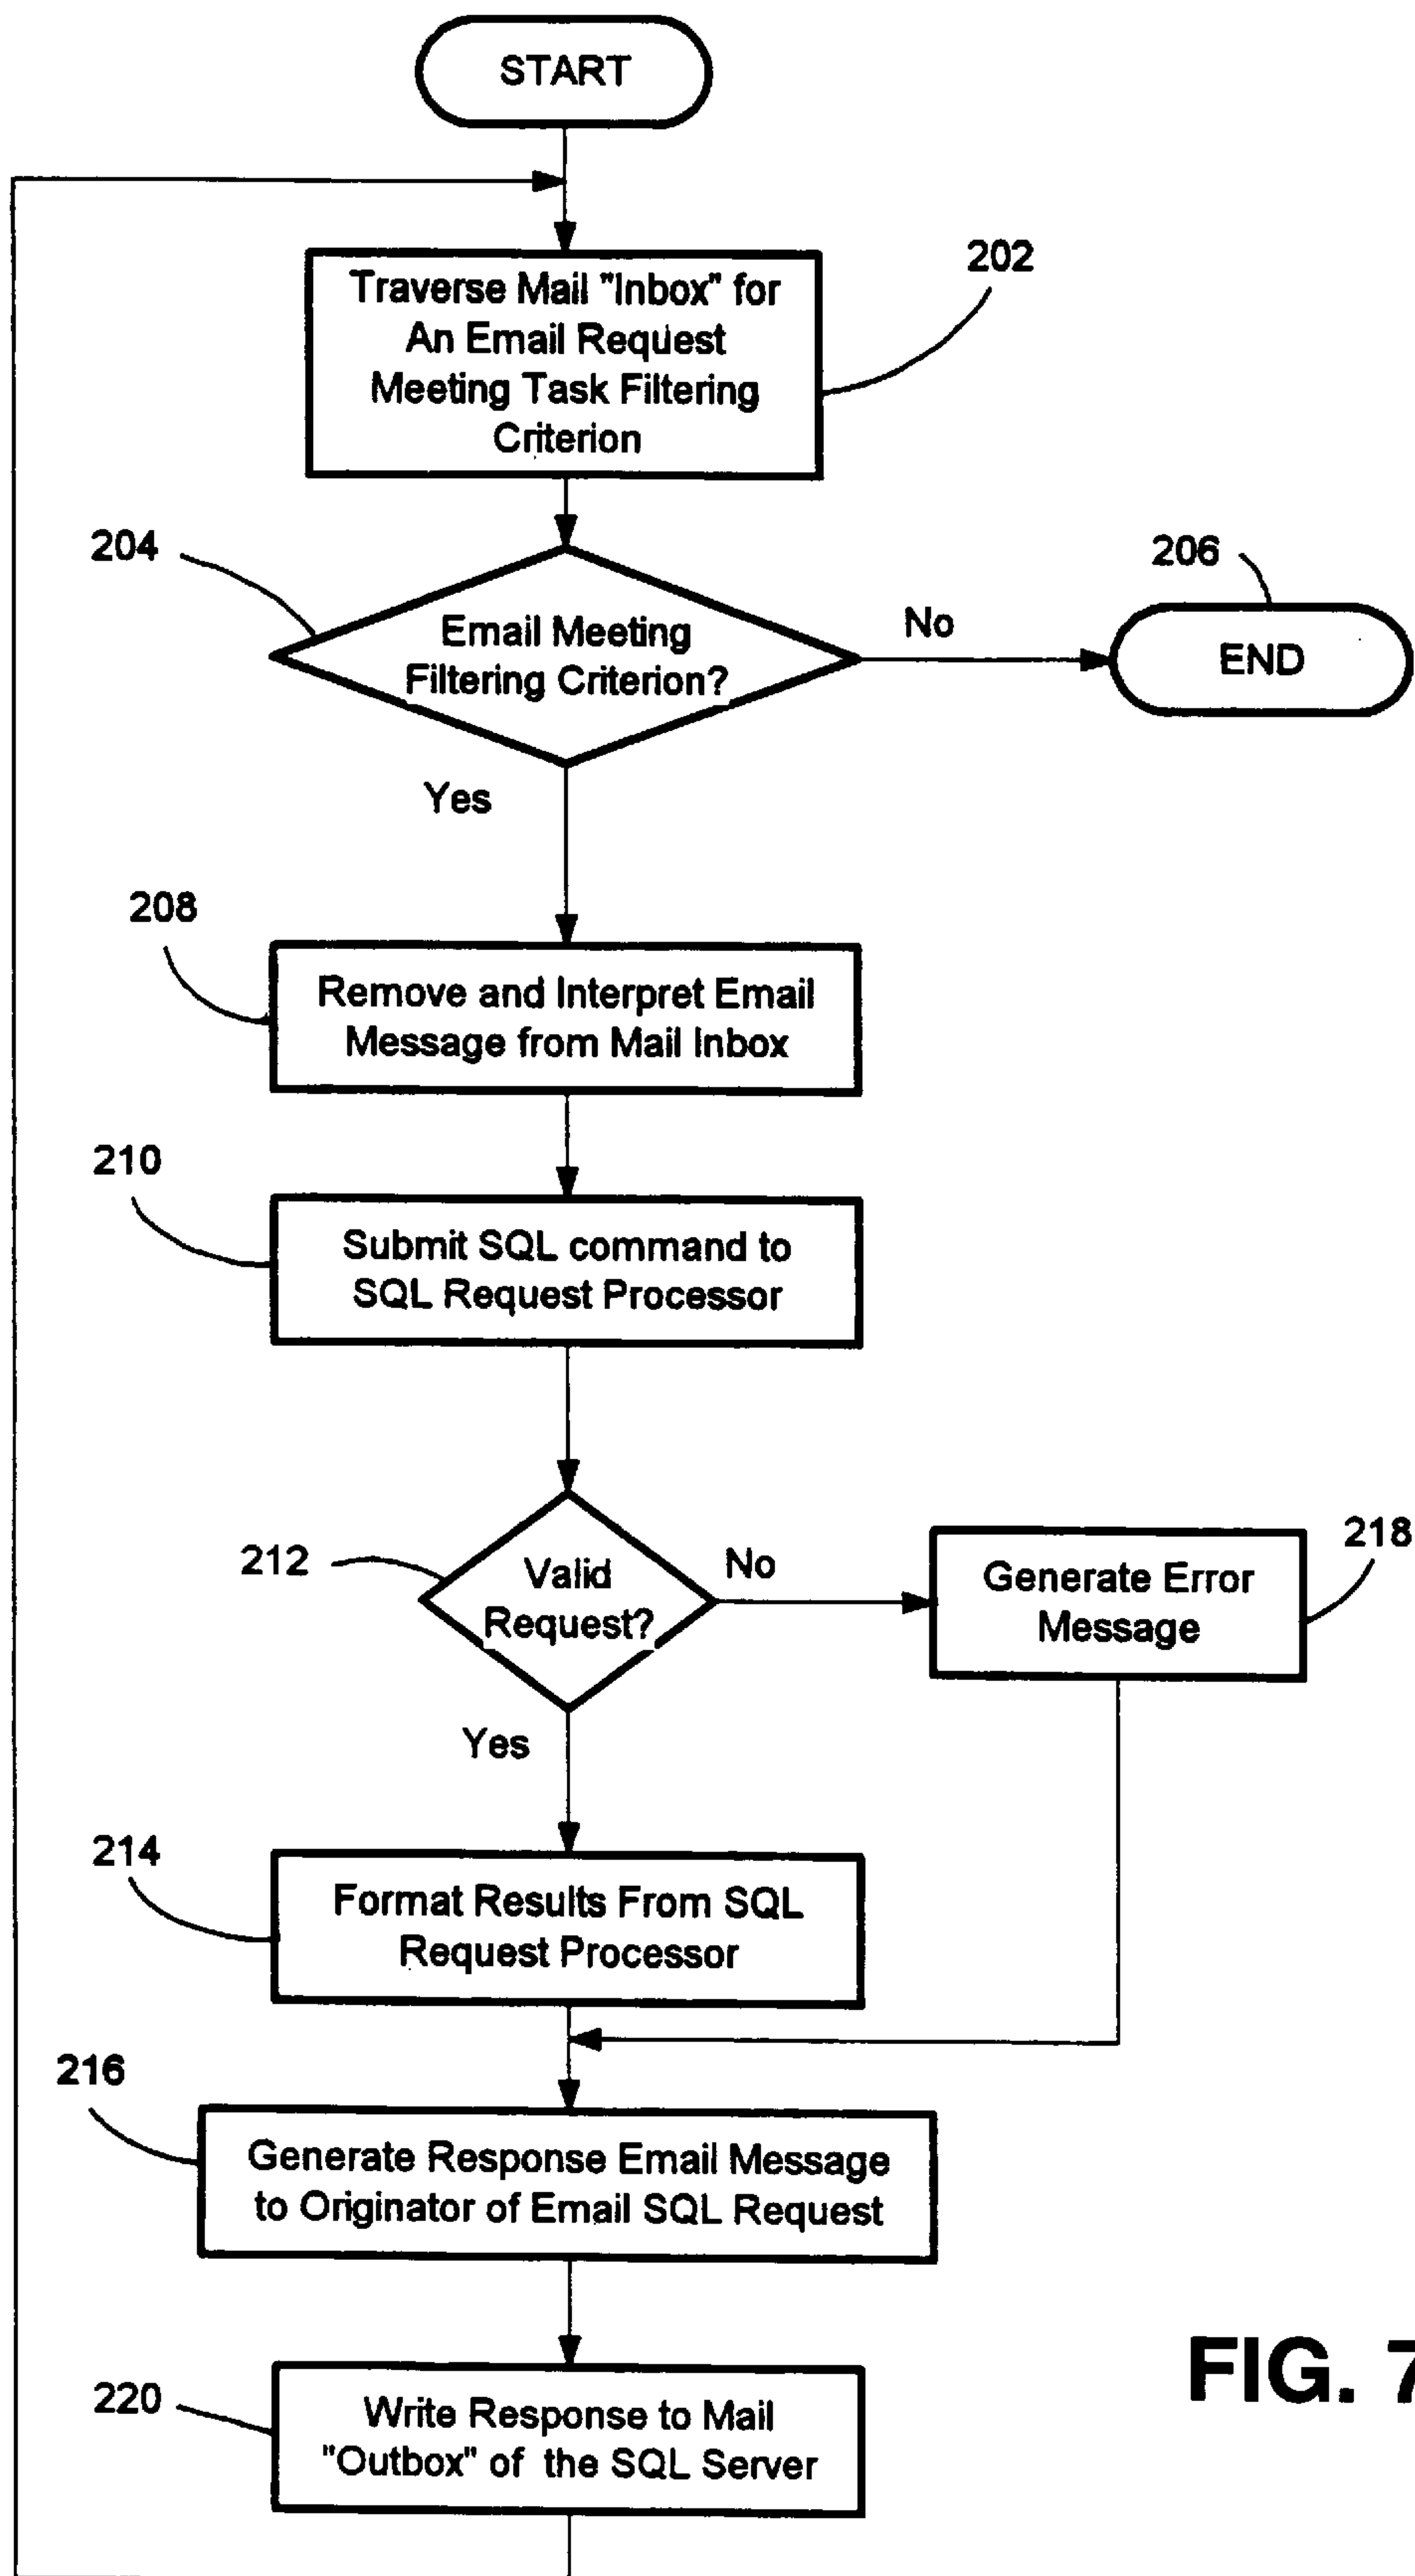 START
Traverse Mail "Inbox" for
An Email Request
Meeting Task Filtering
Criterion
202
204
Email Meeting
Filtering Criterion?
No
206
END
Yes
208
Remove and Interpret Email
Message from Mail Inbox
210
Submit SQL command to
SQL Request Processor
212
Valid
Request?
No
Generate Error
Message
218
Yes
214
Format Results From SQL
Request Processor
216
Generate Response Email Message
to Originator of Email SQL Request
220
Write Response to Mail
"Outbox" of the SQL Server
FIG. 7